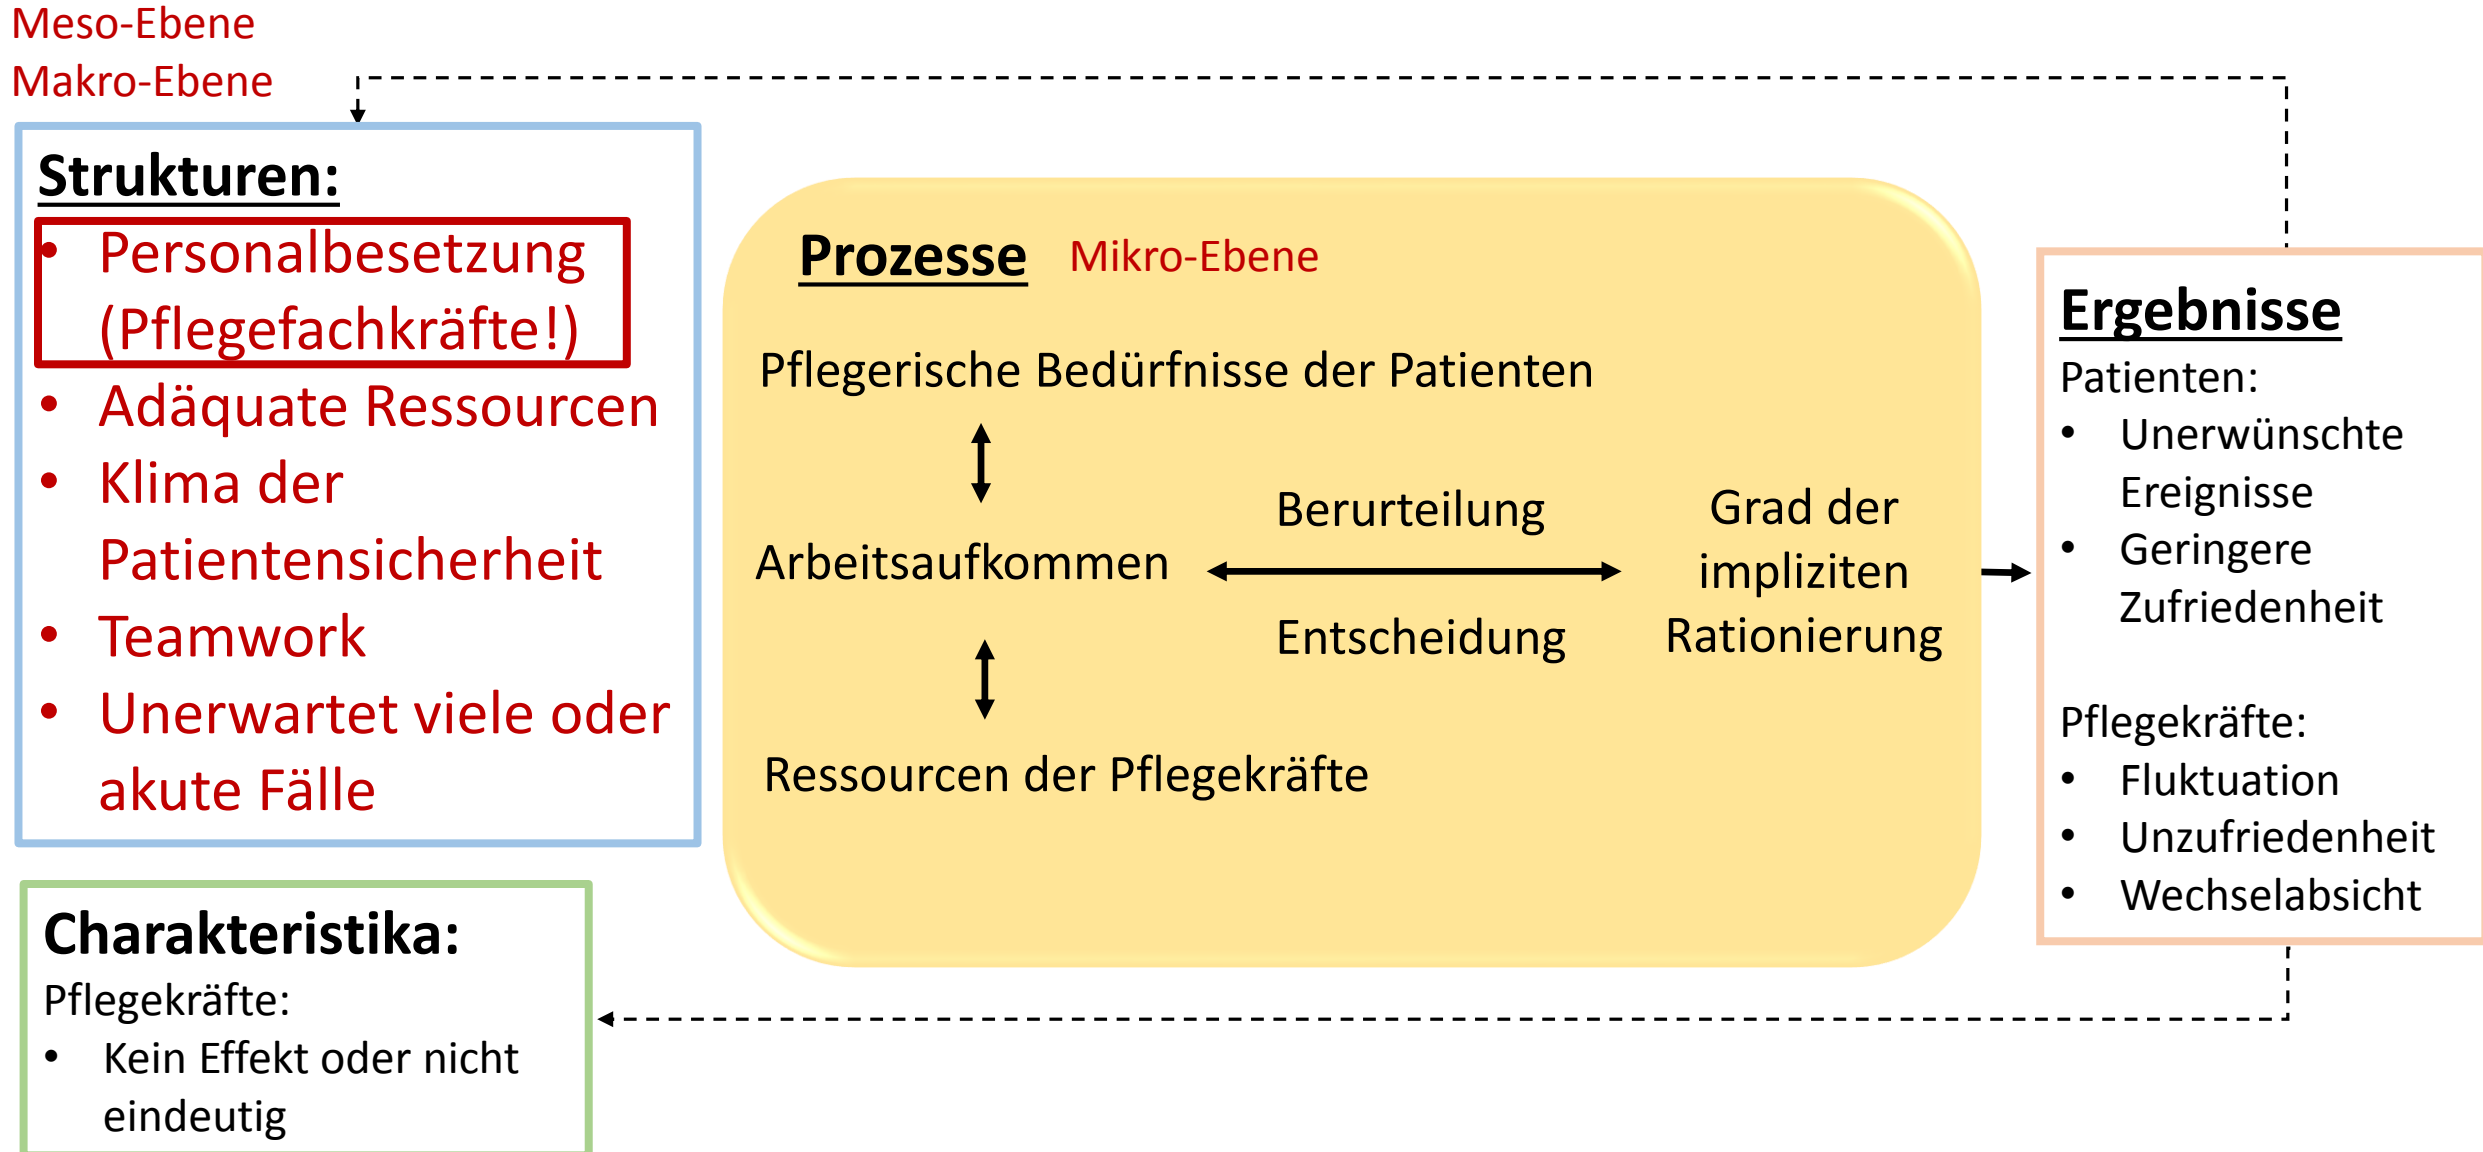 Meso-Ebene
Makro-Ebene
Strukturen:
• Personalbesetzung
(Pflegefachkräfte!)
• Adäquate Ressourcen
• Klima der
Patientensicherheit
• Teamwork
• Unerwartet viele oder
akute Fälle
Charakteristika:
Pflegekräfte:
• Kein Effekt oder nicht
eindeutig
Prozesse Mikro-Ebene
Pflegerische Bedürfnisse der Patienten
Arbeitsaufkommen
Ressourcen der Pflegekräfte
Berurteilung
Entscheidung
Grad der
impliziten
Rationierung
Ergebnisse
Patienten:
• Unerwünschte
Ereignisse
• Geringere
Zufriedenheit
Pflegekräfte:
• Fluktuation
• Unzufriedenheit
• Wechselabsicht